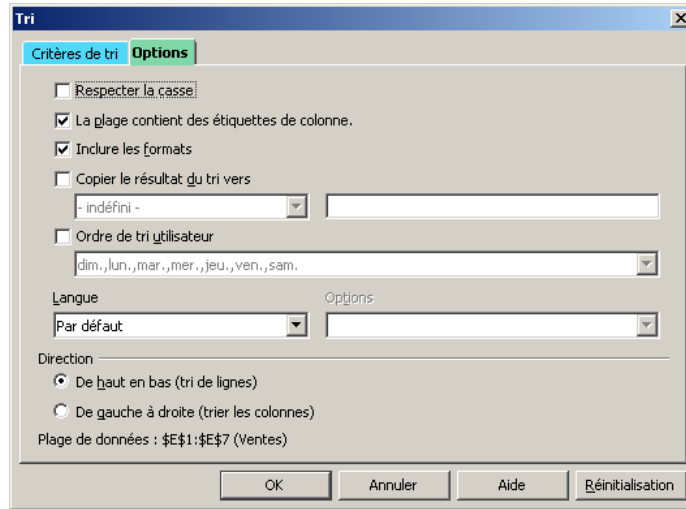 Tri
Critères de tri Options
Respecter la casse
La plage contient des étiquettes de colonne.
Inclure les formats
Copier le résultat du tri vers
- indéfini -
Ordre de tri utilisateur
dim.,lun.,mar.,mer.,jeu.,ven.,sam.
Langue Options
Par défaut
Direction
De haut en bas (tri de lignes)
De gauche à droite (trier les colonnes)
Plage de données : $E$1:$E$7 (Ventes)
OK Annuler Aide Réinitialisation